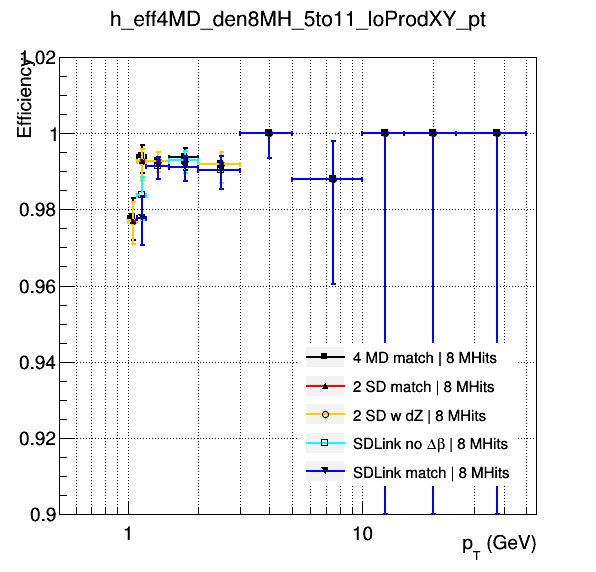 h_eff4MD_den8MH_5to11_loProdXY_pt
Efficiency
1.02
1
0.98
0.96
0.94
0.92
0.9
4 MD match | 8 MHits
2 SD match | 8 MHits
2 SD w dZ | 8 MHits
SDLink no Δβ | 8 MHits
SDLink match | 8 MHits
1
10
p_T (GeV)